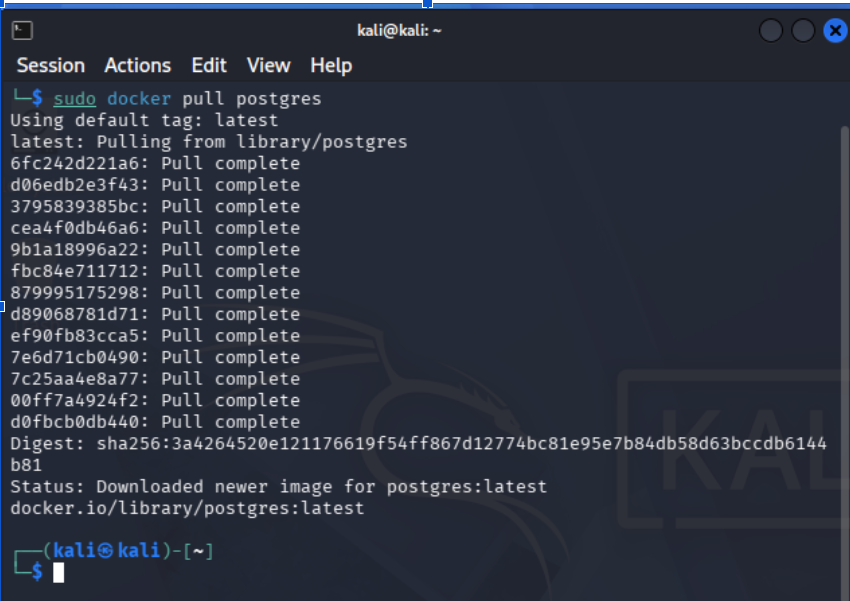 kali@kali: ~
Session Actions Edit View Help
└─$ sudo docker pull postgres
Using default tag: latest
latest: Pulling from library/postgres
6fc242d221a6: Pull complete
d06edb2e3f43: Pull complete
3795839385bc: Pull complete
cea4f0db46a6: Pull complete
9b1a18996a22: Pull complete
fbc84e711712: Pull complete
879995175298: Pull complete
d89068781d71: Pull complete
ef90fb83cca5: Pull complete
7e6d71cb0490: Pull complete
7c25aa4e8a77: Pull complete
00ff7a4924f2: Pull complete
d0fbcb0db440: Pull complete
Digest: sha256:3a4264520e121176619f54ff867d12774bc81e95e7b84db58d63bccdb6144
b81
Status: Downloaded newer image for postgres:latest
docker.io/library/postgres:latest
┌──(kali㉿kali)-[~]
└─$
KAL